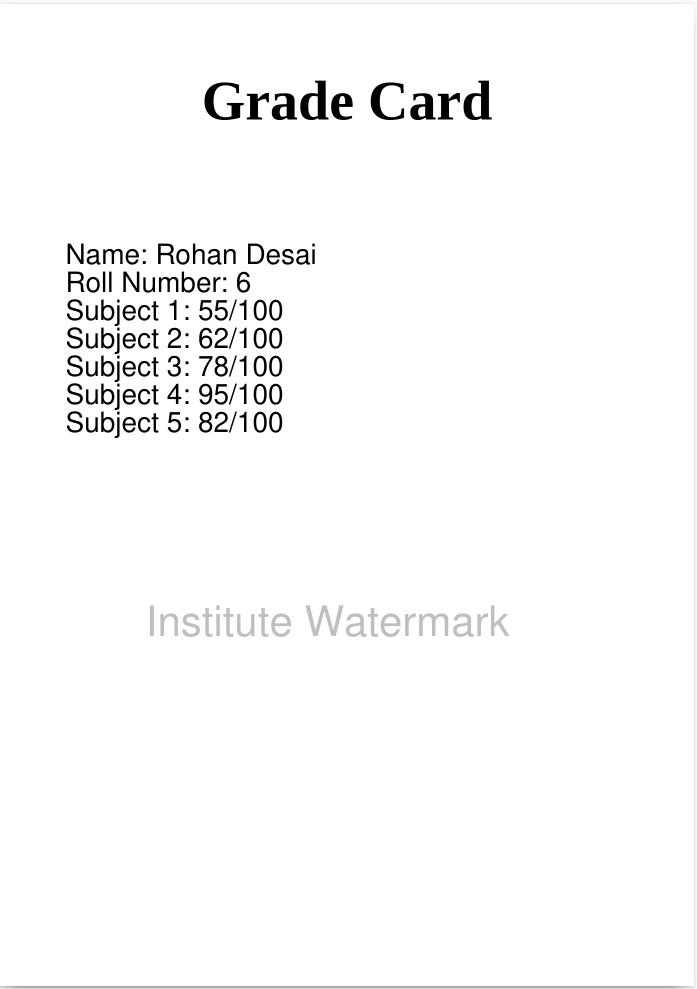 Grade Card
Name: Rohan Desai
Roll Number: 6
Subject 1: 55/100
Subject 2: 62/100
Subject 3: 78/100
Subject 4: 95/100
Subject 5: 82/100
Institute Watermark